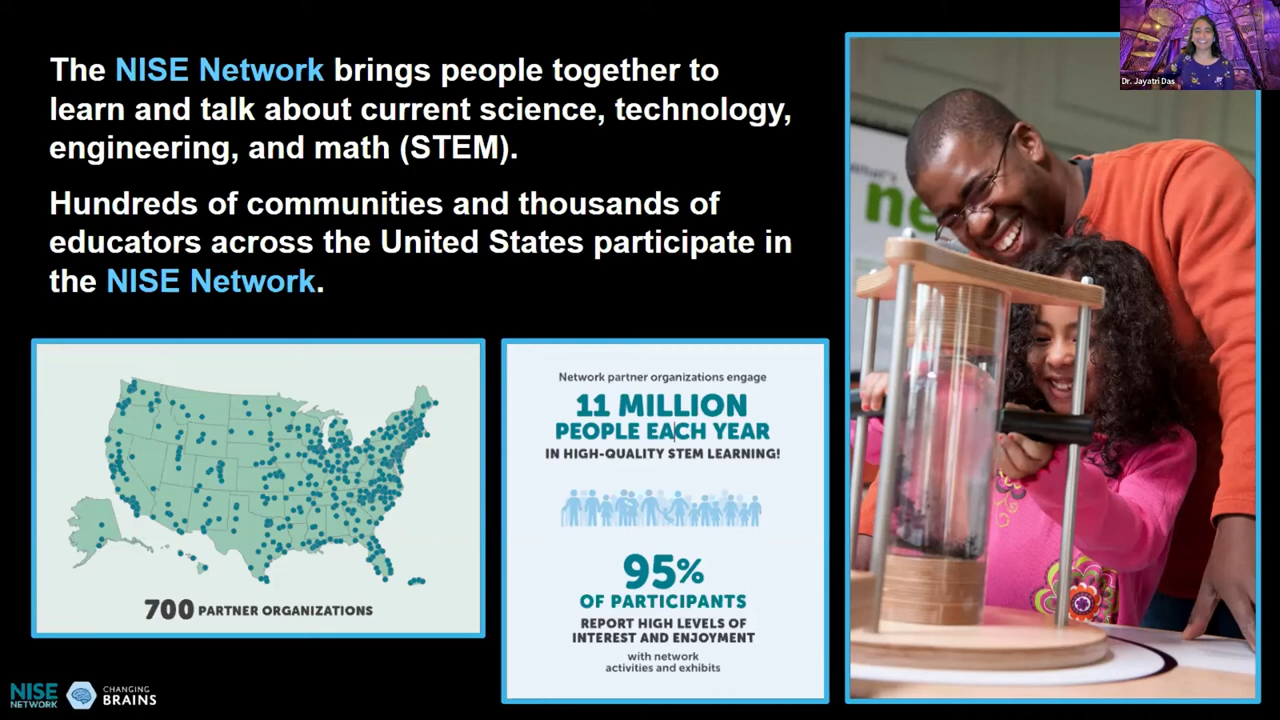 The NISE Network brings people together to
learn and talk about current science, technology,
engineering, and math (STEM).
Hundreds of communities and thousands of
educators across the United States participate in
the NISE Network.
700 PARTNER ORGANIZATIONS
Network partner organizations engage
11 MILLION
PEOPLE EACH YEAR
IN HIGH-QUALITY STEM LEARNING!
95%
OF PARTICIPANTS
REPORT HIGH LEVELS OF
INTEREST AND ENJOYMENT
with network
activities and exhibits
Dr. Jayatri Das
NISE
NETWORK
CHANGING
BRAINS